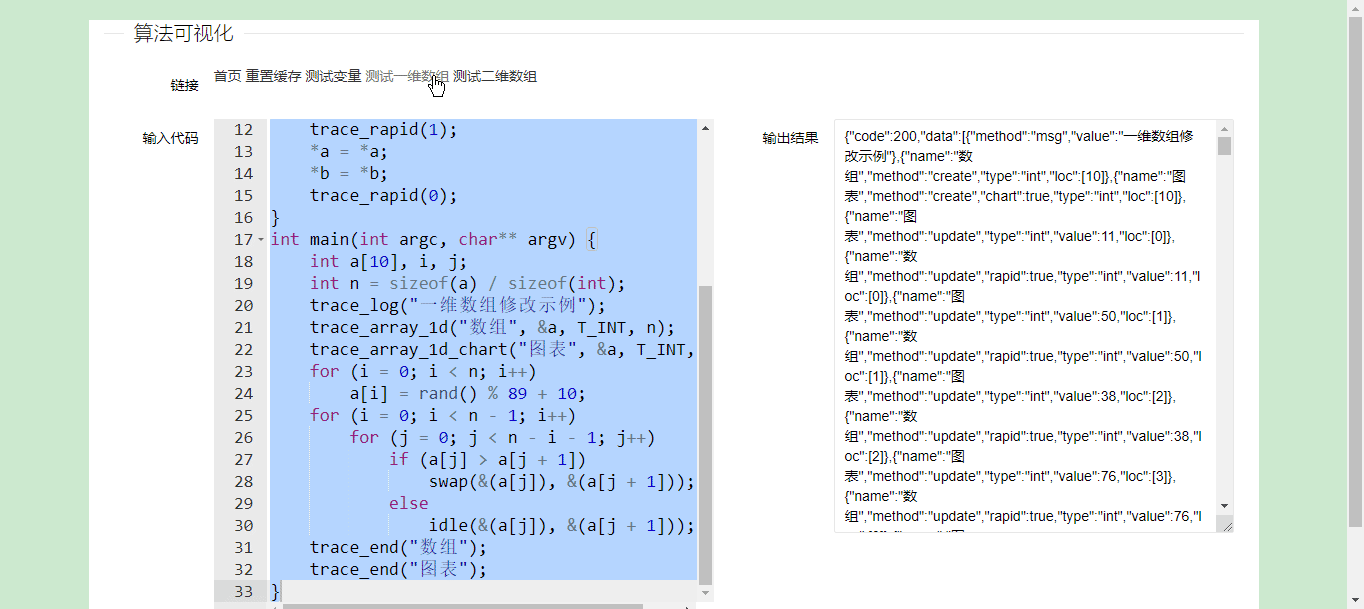 算法可视化
链接
首页 重置缓存 测试变量 测试一维数组 测试二维数组
输入代码
12     trace_rapid(1);
13     *a = *a;
14     *b = *b;
15     trace_rapid(0);
16 }
17 int main(int argc, char** argv) {
18     int a[10], i, j;
19     int n = sizeof(a) / sizeof(int);
20     trace_log("一维数组修改示例");
21     trace_array_1d("数组", &a, T_INT, n);
22     trace_array_1d_chart("图表", &a, T_INT,
23     for (i = 0; i < n; i++)
24         a[i] = rand() % 89 + 10;
25     for (i = 0; i < n - 1; i++)
26         for (j = 0; j < n - i - 1; j++)
27             if (a[j] > a[j + 1])
28                 swap(&(a[j]), &(a[j + 1]));
29             else
30                 idle(&(a[j]), &(a[j + 1]));
31     trace_end("数组");
32     trace_end("图表");
33 }
输出结果
{"code":200,"data":[{"method":"msg","value":"一维数组修
改示例"},{"name":"数
组","method":"create","type":"int","loc":[10]},{"name":"图
表","method":"create","chart":true,"type":"int","loc":[10]},
{"name":"图
表","method":"update","type":"int","value":11,"loc":[0]},
{"name":"数
组","method":"update","rapid":true,"type":"int","value":11,"l
oc":[0]},{"name":"图
表","method":"update","type":"int","value":50,"loc":[1]},
{"name":"数
组","method":"update","rapid":true,"type":"int","value":50,"l
oc":[1]},{"name":"图
表","method":"update","type":"int","value":38,"loc":[2]},
{"name":"数
组","method":"update","rapid":true,"type":"int","value":38,"l
oc":[2]},{"name":"图
表","method":"update","type":"int","value":76,"loc":[3]},
{"name":"数
组","method":"update","rapid":true,"type":"int","value":76,"l